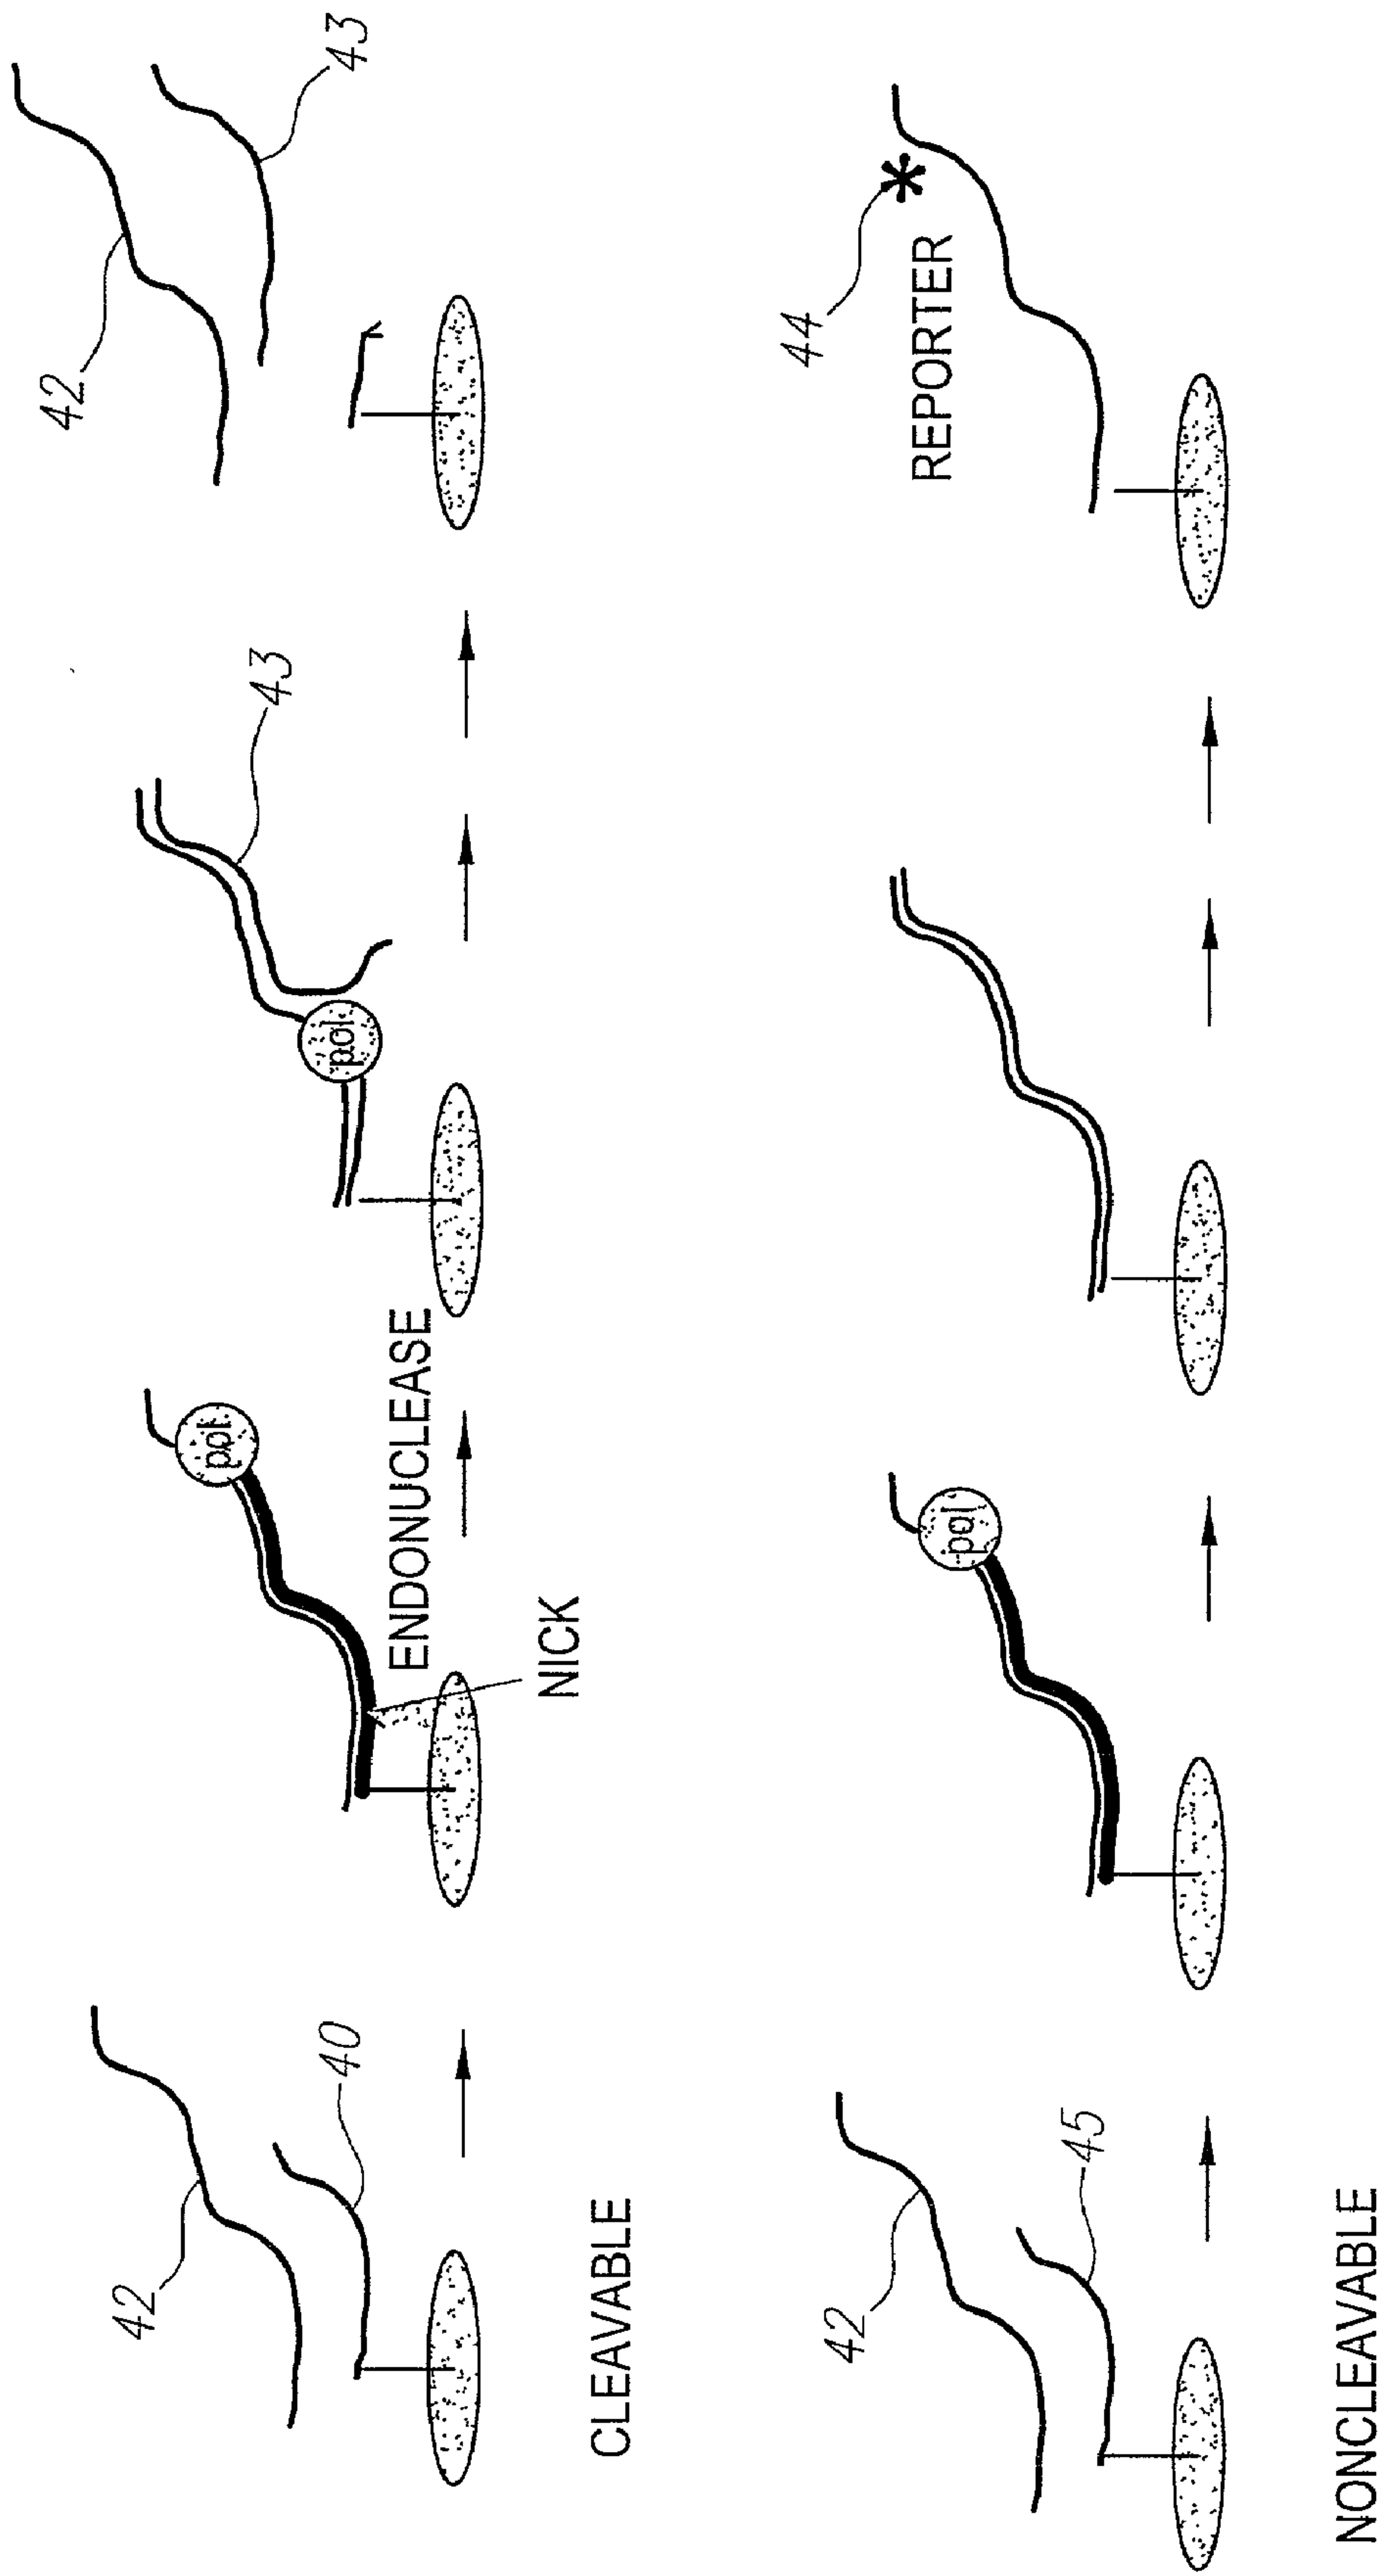 42
40
CLEAVABLE
pol
ENDONUCLEASE
NICK
pol
43
42
43
42
45
NONCLEAVABLE
pol
44
REPORTER
*